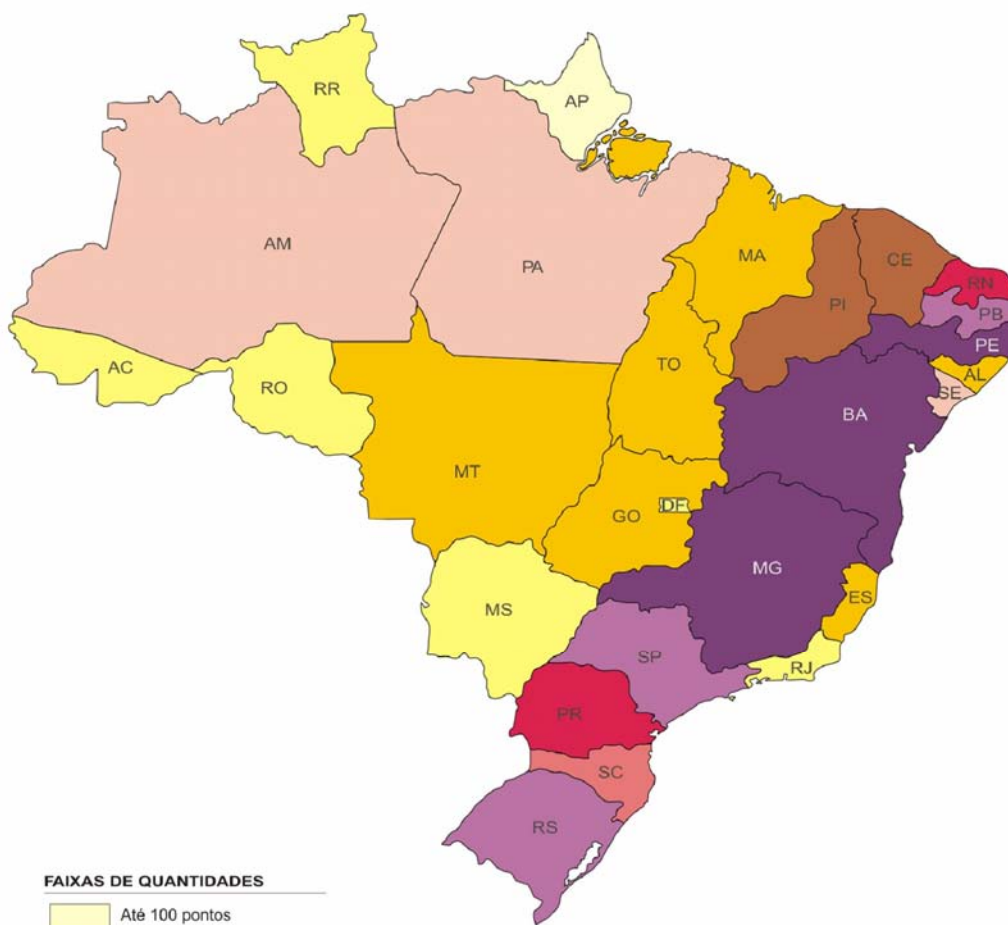 RR
AP
AM
PA
MA
CE
RN
PI
PB
PE
AC
TO
AL
RO
SE
BA
MT
DF
GO
MG
ES
MS
SP
RJ
PR
SC
RS
FAIXAS DE QUANTIDADES
Até 100 pontos